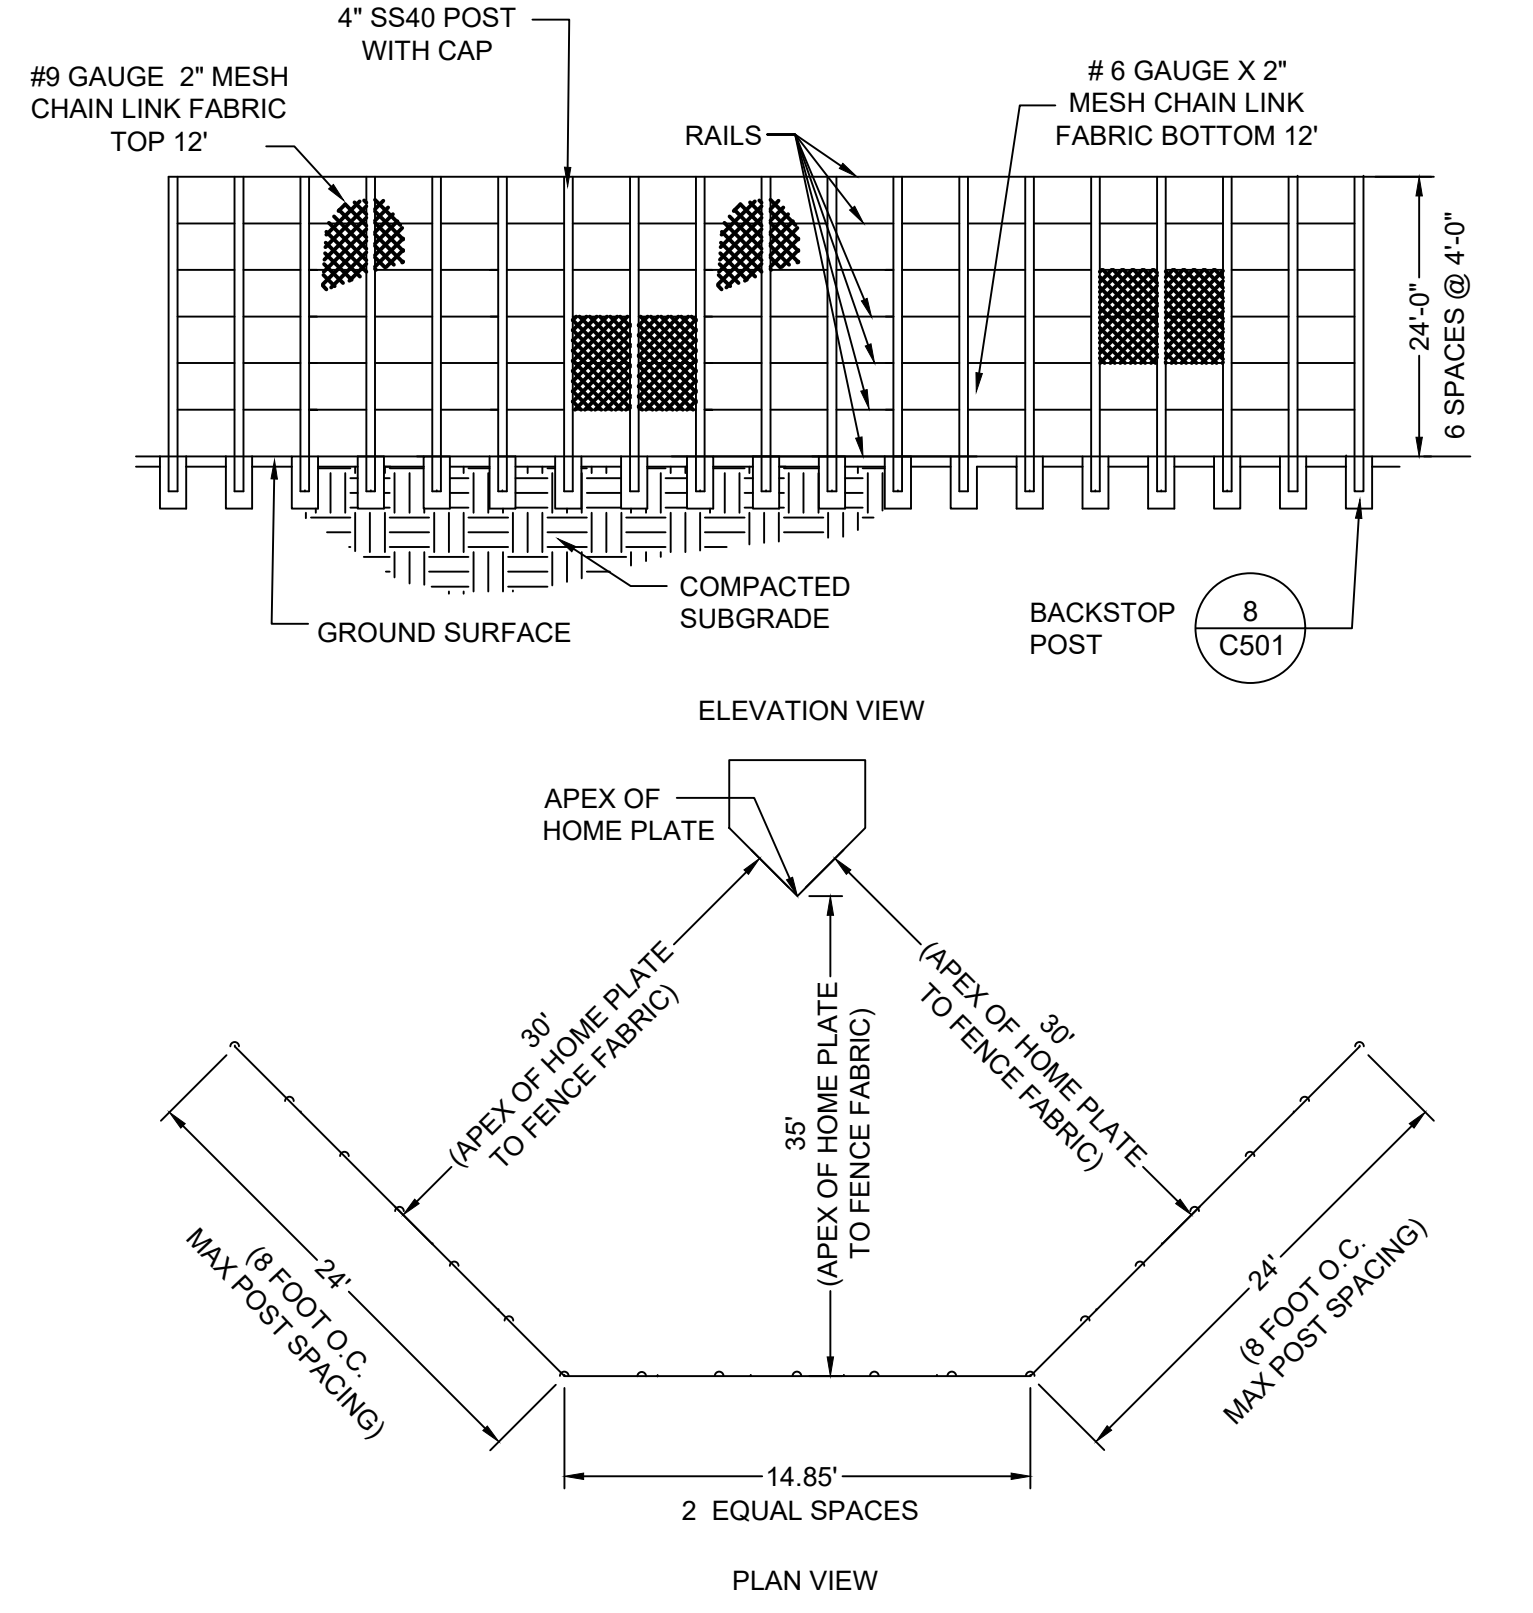 4" SS40 POST
WITH CAP
#9 GAUGE 2" MESH
CHAIN LINK FABRIC
TOP 12'
RAILS
# 6 GAUGE X 2"
MESH CHAIN LINK
FABRIC BOTTOM 12'
24'-0"
6 SPACES @ 4'-0"
GROUND SURFACE
COMPACTED
SUBGRADE
BACKSTOP
POST
8
C501
ELEVATION VIEW
APEX OF
HOME PLATE
30'
(APEX OF HOME PLATE
TO FENCE FABRIC)
35'
(APEX OF HOME PLATE
TO FENCE FABRIC)
30'
(APEX OF HOME PLATE
TO FENCE FABRIC)
24'
(8 FOOT O.C.
MAX POST SPACING)
24'
(8 FOOT O.C.
MAX POST SPACING)
14.85'
2 EQUAL SPACES
PLAN VIEW